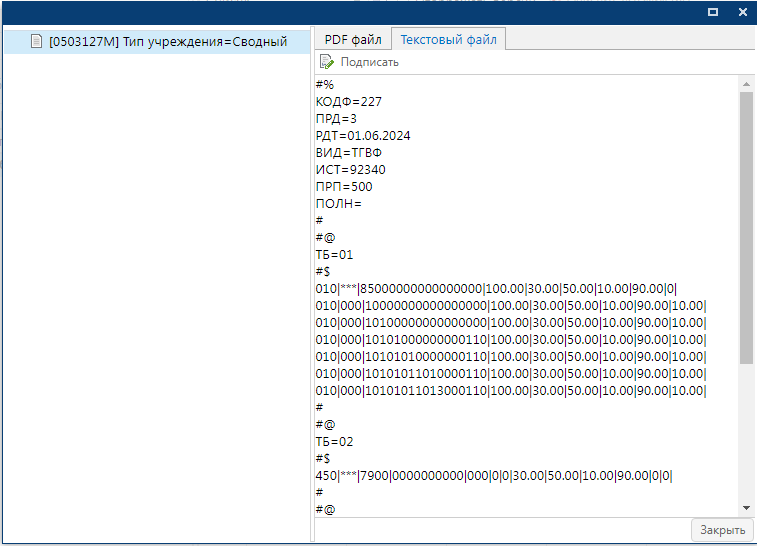 [0503127M] Тип учреждения=Сводный
PDF файл
Текстовый файл
Подписать
#%
КОДФ=227
ПРД=3
РДТ=01.06.2024
ВИД=ТГВФ
ИСТ=92340
ПРП=500
ПОЛН=
#
#@
ТБ=01
#$
010|***|85000000000000000|100.00|30.00|50.00|10.00|90.00|0|
010|000|10000000000000000|100.00|30.00|50.00|10.00|90.00|10.00|
010|000|10100000000000000|100.00|30.00|50.00|10.00|90.00|10.00|
010|000|10101000000000110|100.00|30.00|50.00|10.00|90.00|10.00|
010|000|10101010000000110|100.00|30.00|50.00|10.00|90.00|10.00|
010|000|10101011010000110|100.00|30.00|50.00|10.00|90.00|10.00|
010|000|10101011013000110|100.00|30.00|50.00|10.00|90.00|10.00|
#
#@
ТБ=02
#$
450|***|7900|0000000000|000|0|0|30.00|50.00|10.00|90.00|0|0|
#
#@
Закрыть